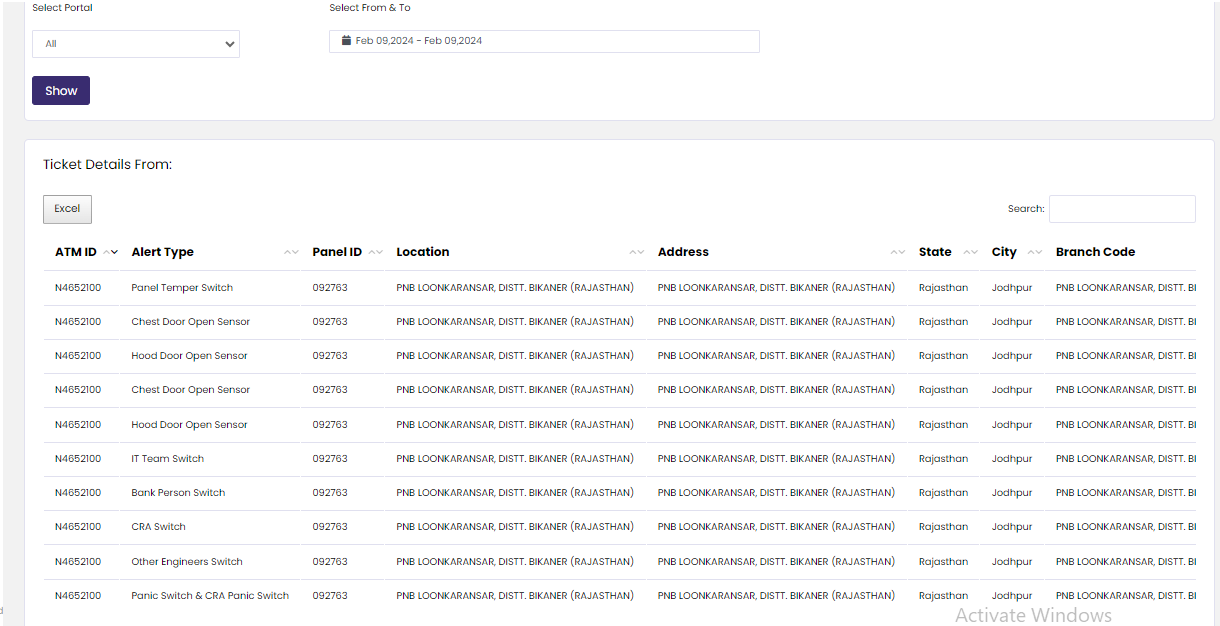 Select Portal Select From & To
All Feb 09,2024 - Feb 09,2024
Show
Ticket Details From:
Excel Search:
ATM ID Alert Type Panel ID Location Address State City Branch Code
N4652100 Panel Temper Switch 092763 PNB LOONKARANSAR, DISTT. BIKANER (RAJASTHAN) PNB LOONKARANSAR, DISTT. BIKANER (RAJASTHAN) Rajasthan Jodhpur PNB LOONKARANSAR, DISTT. BI
N4652100 Chest Door Open Sensor 092763 PNB LOONKARANSAR, DISTT. BIKANER (RAJASTHAN) PNB LOONKARANSAR, DISTT. BIKANER (RAJASTHAN) Rajasthan Jodhpur PNB LOONKARANSAR, DISTT. BI
N4652100 Hood Door Open Sensor 092763 PNB LOONKARANSAR, DISTT. BIKANER (RAJASTHAN) PNB LOONKARANSAR, DISTT. BIKANER (RAJASTHAN) Rajasthan Jodhpur PNB LOONKARANSAR, DISTT. BI
N4652100 Chest Door Open Sensor 092763 PNB LOONKARANSAR, DISTT. BIKANER (RAJASTHAN) PNB LOONKARANSAR, DISTT. BIKANER (RAJASTHAN) Rajasthan Jodhpur PNB LOONKARANSAR, DISTT. BI
N4652100 Hood Door Open Sensor 092763 PNB LOONKARANSAR, DISTT. BIKANER (RAJASTHAN) PNB LOONKARANSAR, DISTT. BIKANER (RAJASTHAN) Rajasthan Jodhpur PNB LOONKARANSAR, DISTT. BI
N4652100 IT Team Switch 092763 PNB LOONKARANSAR, DISTT. BIKANER (RAJASTHAN) PNB LOONKARANSAR, DISTT. BIKANER (RAJASTHAN) Rajasthan Jodhpur PNB LOONKARANSAR, DISTT. BI
N4652100 Bank Person Switch 092763 PNB LOONKARANSAR, DISTT. BIKANER (RAJASTHAN) PNB LOONKARANSAR, DISTT. BIKANER (RAJASTHAN) Rajasthan Jodhpur PNB LOONKARANSAR, DISTT. BI
N4652100 CRA Switch 092763 PNB LOONKARANSAR, DISTT. BIKANER (RAJASTHAN) PNB LOONKARANSAR, DISTT. BIKANER (RAJASTHAN) Rajasthan Jodhpur PNB LOONKARANSAR, DISTT. BI
N4652100 Other Engineers Switch 092763 PNB LOONKARANSAR, DISTT. BIKANER (RAJASTHAN) PNB LOONKARANSAR, DISTT. BIKANER (RAJASTHAN) Rajasthan Jodhpur PNB LOONKARANSAR, DISTT. BI
N4652100 Panic Switch & CRA Panic Switch 092763 PNB LOONKARANSAR, DISTT. BIKANER (RAJASTHAN) PNB LOONKARANSAR, DISTT. BIKANER (RAJASTHAN) Rajasthan Jodhpur PNB LOONKARANSAR, DISTT. BI
Activate Windows